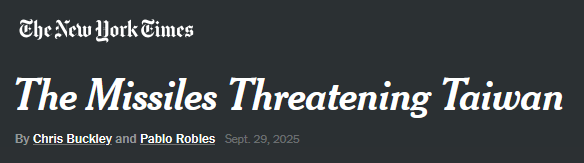 The New York Times
The Missiles Threatening Taiwan
By Chris Buckley and Pablo Robles Sept. 29, 2025